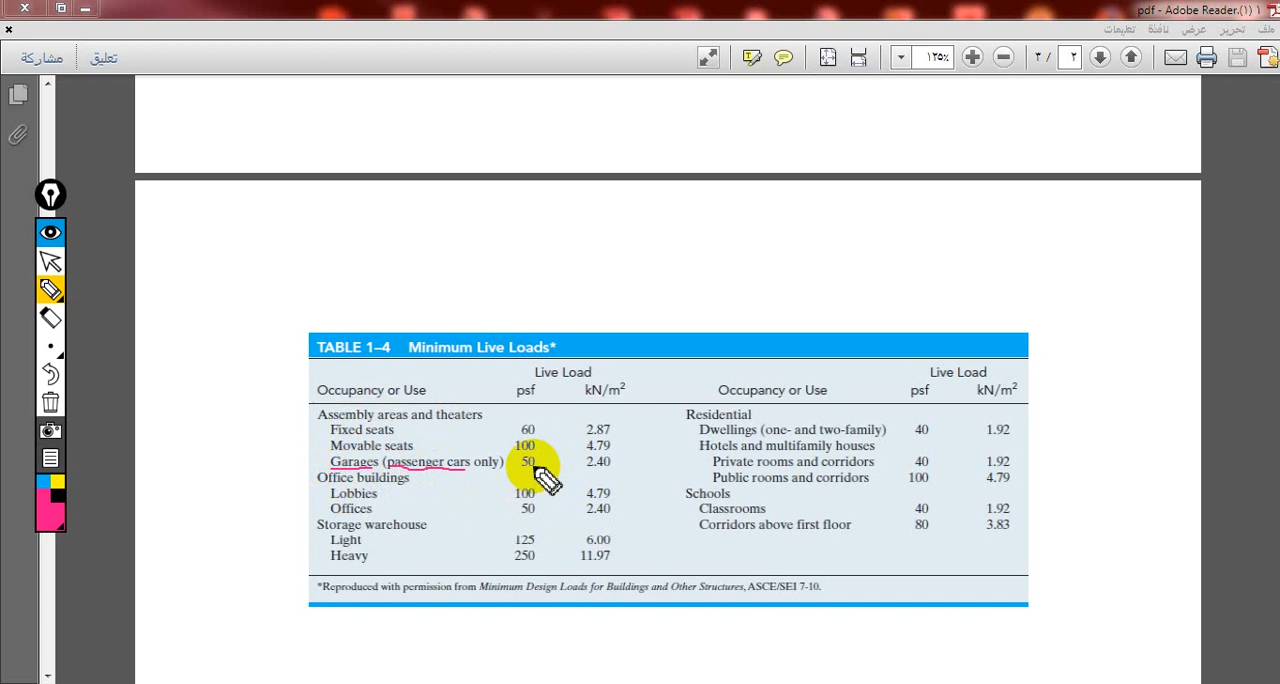 ١ (١).pdf - Adobe Reader
ملف تحرير عرض نافذة تعليمات
تعليق مشاركة
٢ / ٣ ١٢٥٪
TABLE 1–4 Minimum Live Loads*
Live Load Live Load
Occupancy or Use psf kN/m² Occupancy or Use psf kN/m²
Assembly areas and theaters Residential
Fixed seats 60 2.87 Dwellings (one- and two-family) 40 1.92
Movable seats 100 4.79 Hotels and multifamily houses
Garages (passenger cars only) 50 2.40 Private rooms and corridors 40 1.92
Office buildings Public rooms and corridors 100 4.79
Lobbies 100 4.79 Schools
Offices 50 2.40 Classrooms 40 1.92
Storage warehouse Corridors above first floor 80 3.83
Light 125 6.00
Heavy 250 11.97
*Reproduced with permission from Minimum Design Loads for Buildings and Other Structures, ASCE/SEI 7-10.